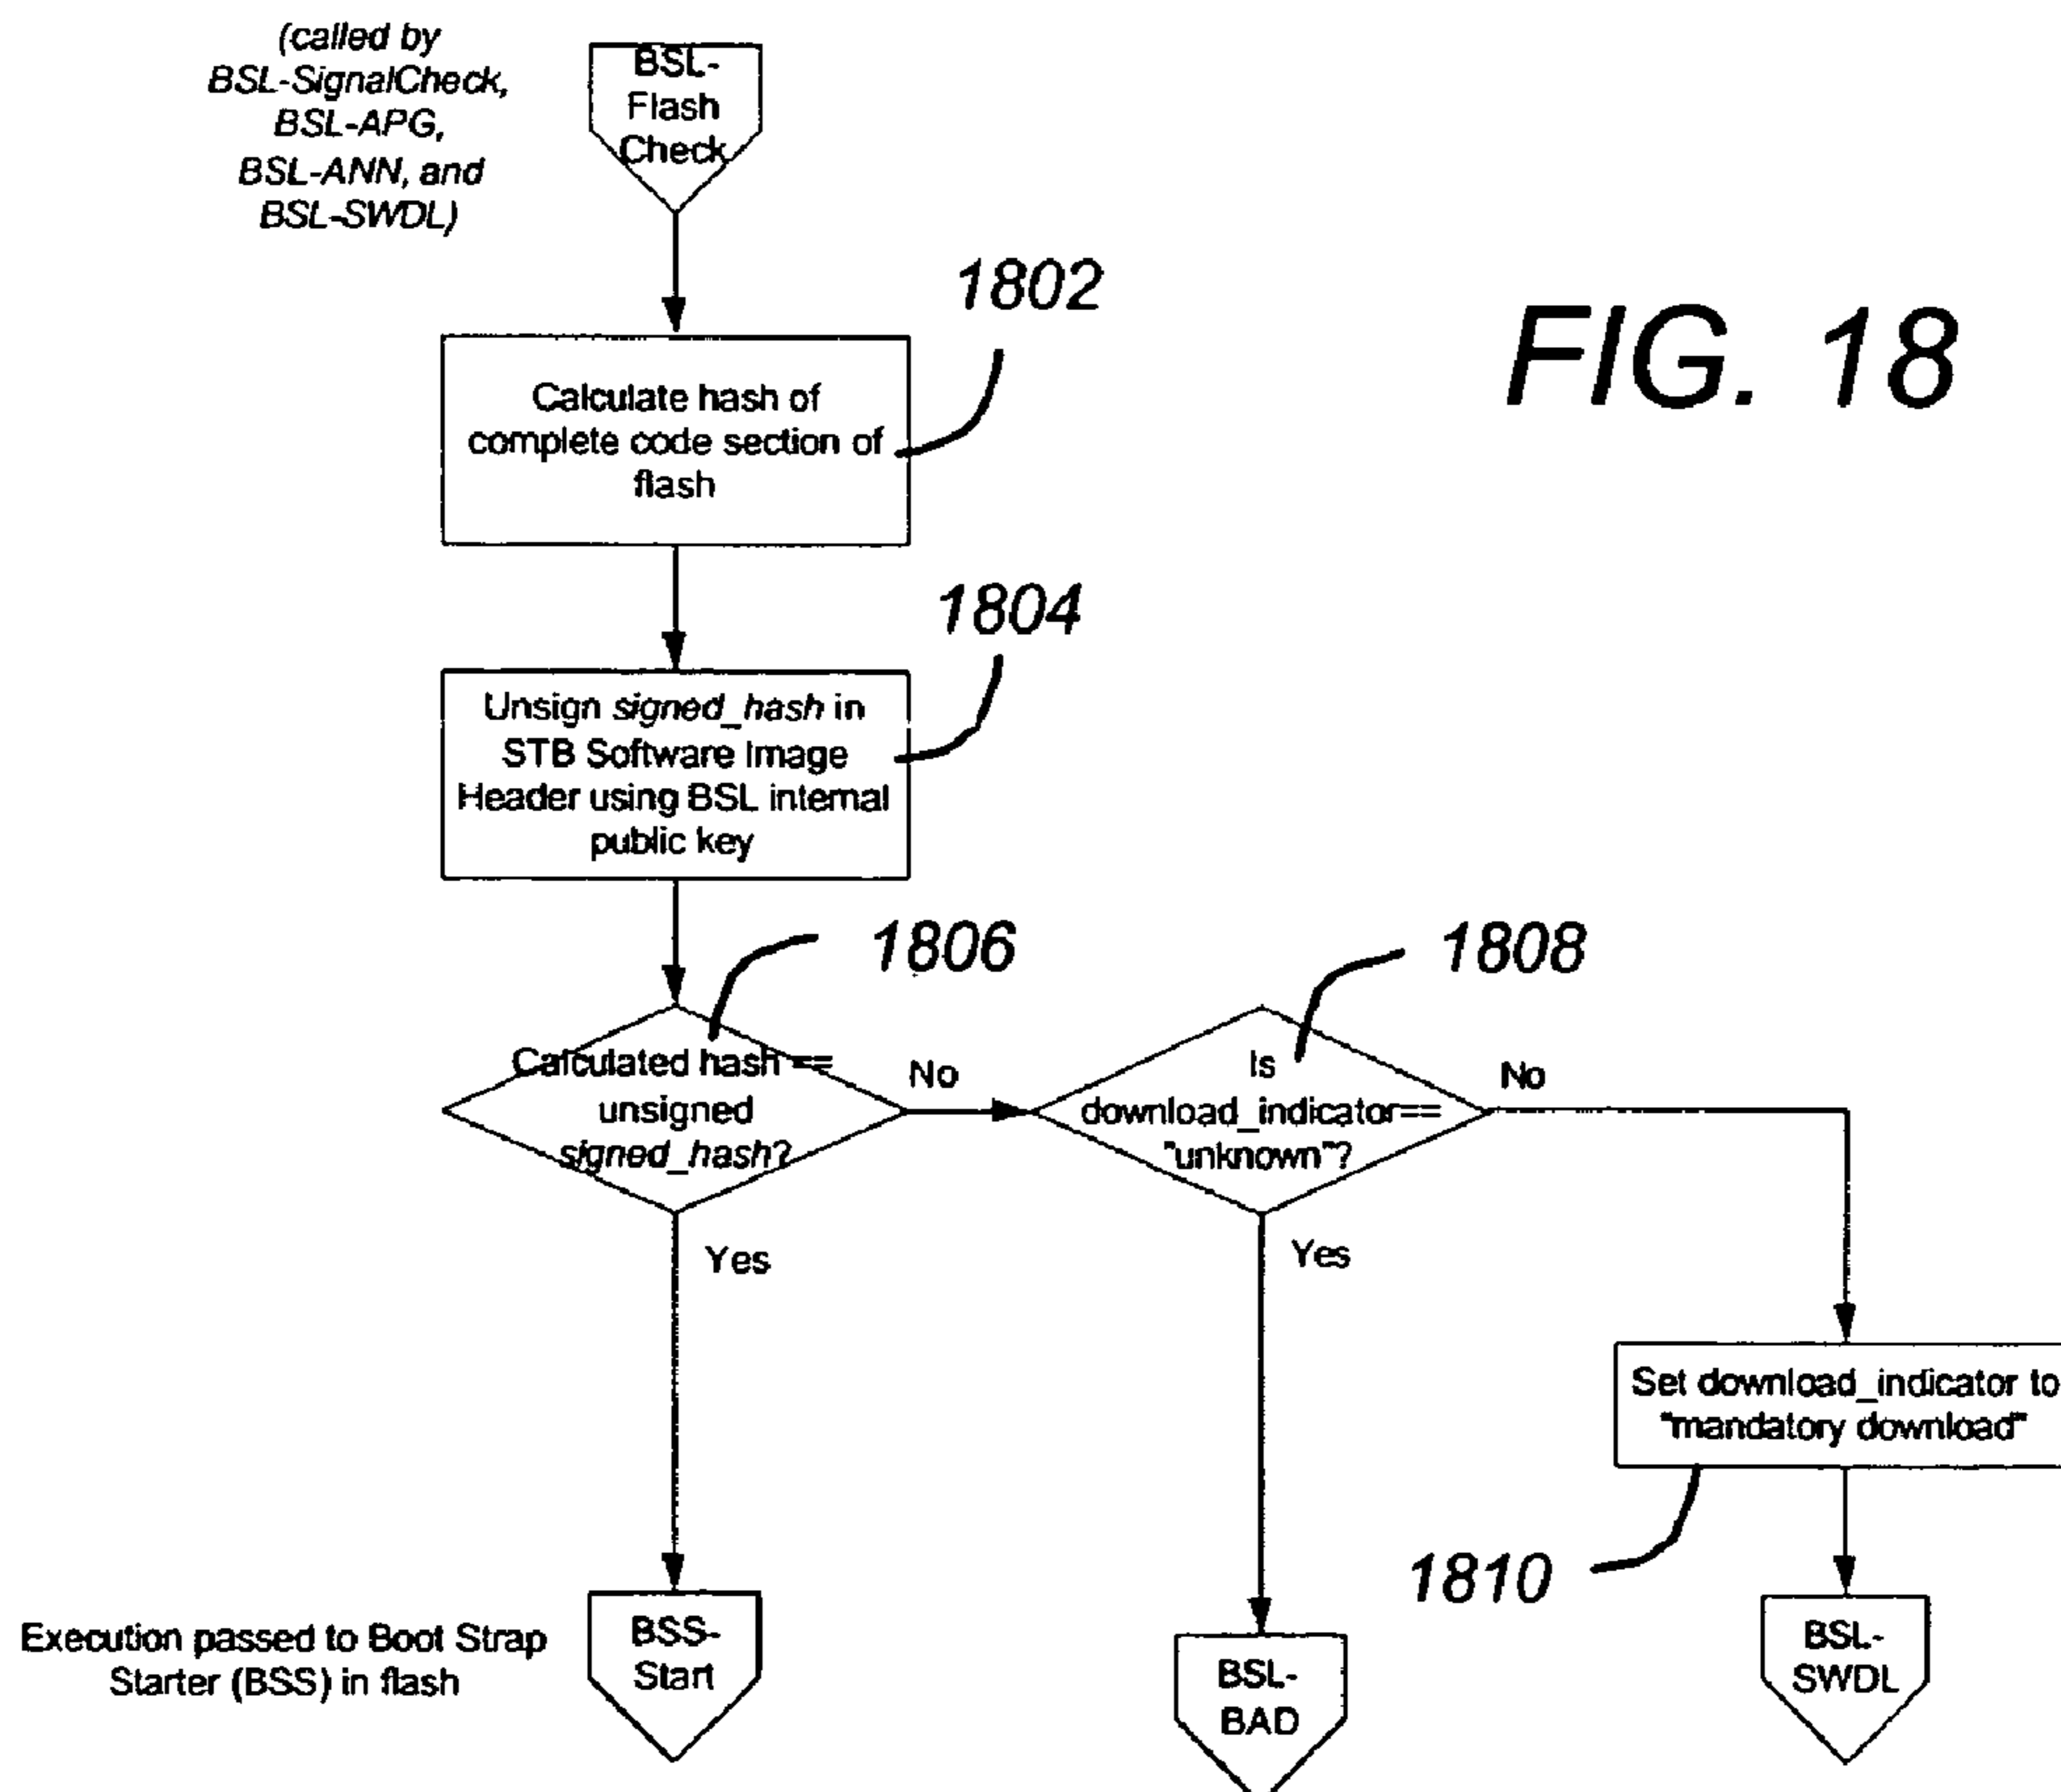 (called by
BSL-SignalCheck,
BSL-APG,
BSL-ANN, and
BSL-SWDL)
BSL-
Flash
Check
1802
FIG. 18
Calculate hash of
complete code section of
flash
1804
Unsign signed_hash in
STB Software Image
Header using BSL internal
public key
1806
1808
Calculated hash ==
unsigned
signed_hash?
No
Is
download_indicator==
"unknown"?
No
Yes
Yes
Set download_indicator to
"mandatory download"
1810
Execution passed to Boot Strap
Starter (BSS) in flash
BSS-
Start
BSL-
BAD
BSL-
SWDL